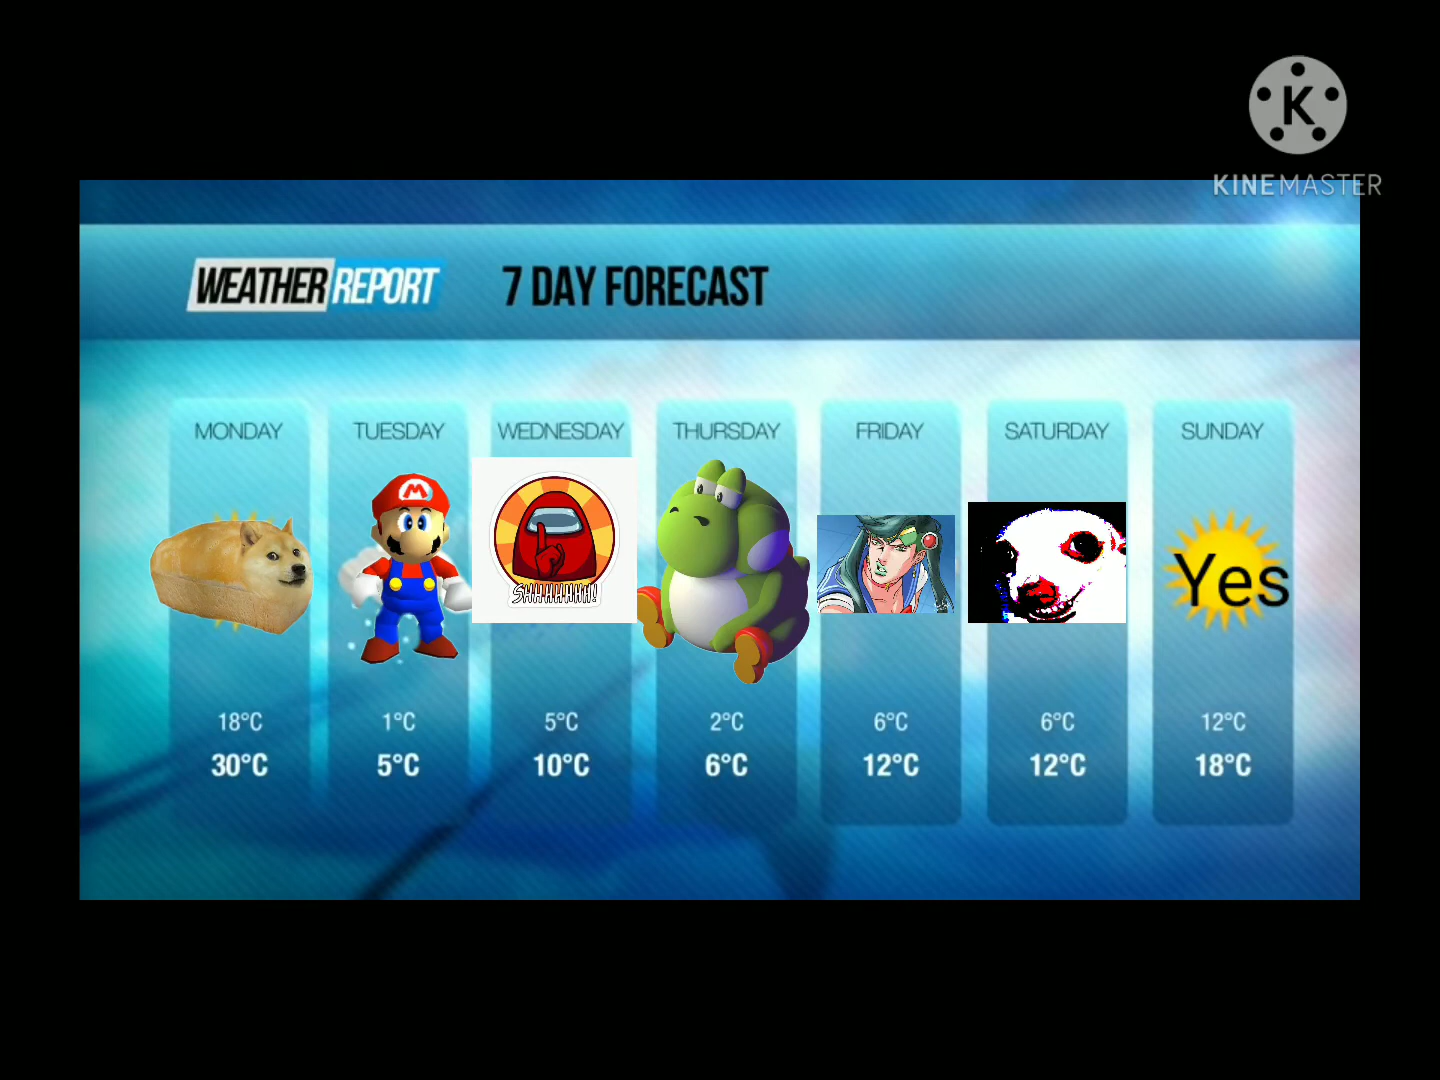 K
KINEMASTER
WEATHER REPORT 7 DAY FORECAST
MONDAY TUESDAY WEDNESDAY THURSDAY FRIDAY SATURDAY SUNDAY
M
SHHHHHHH!
Yes
18°C 1°C 5°C 2°C 6°C 6°C 12°C
30°C 5°C 10°C 6°C 12°C 12°C 18°C